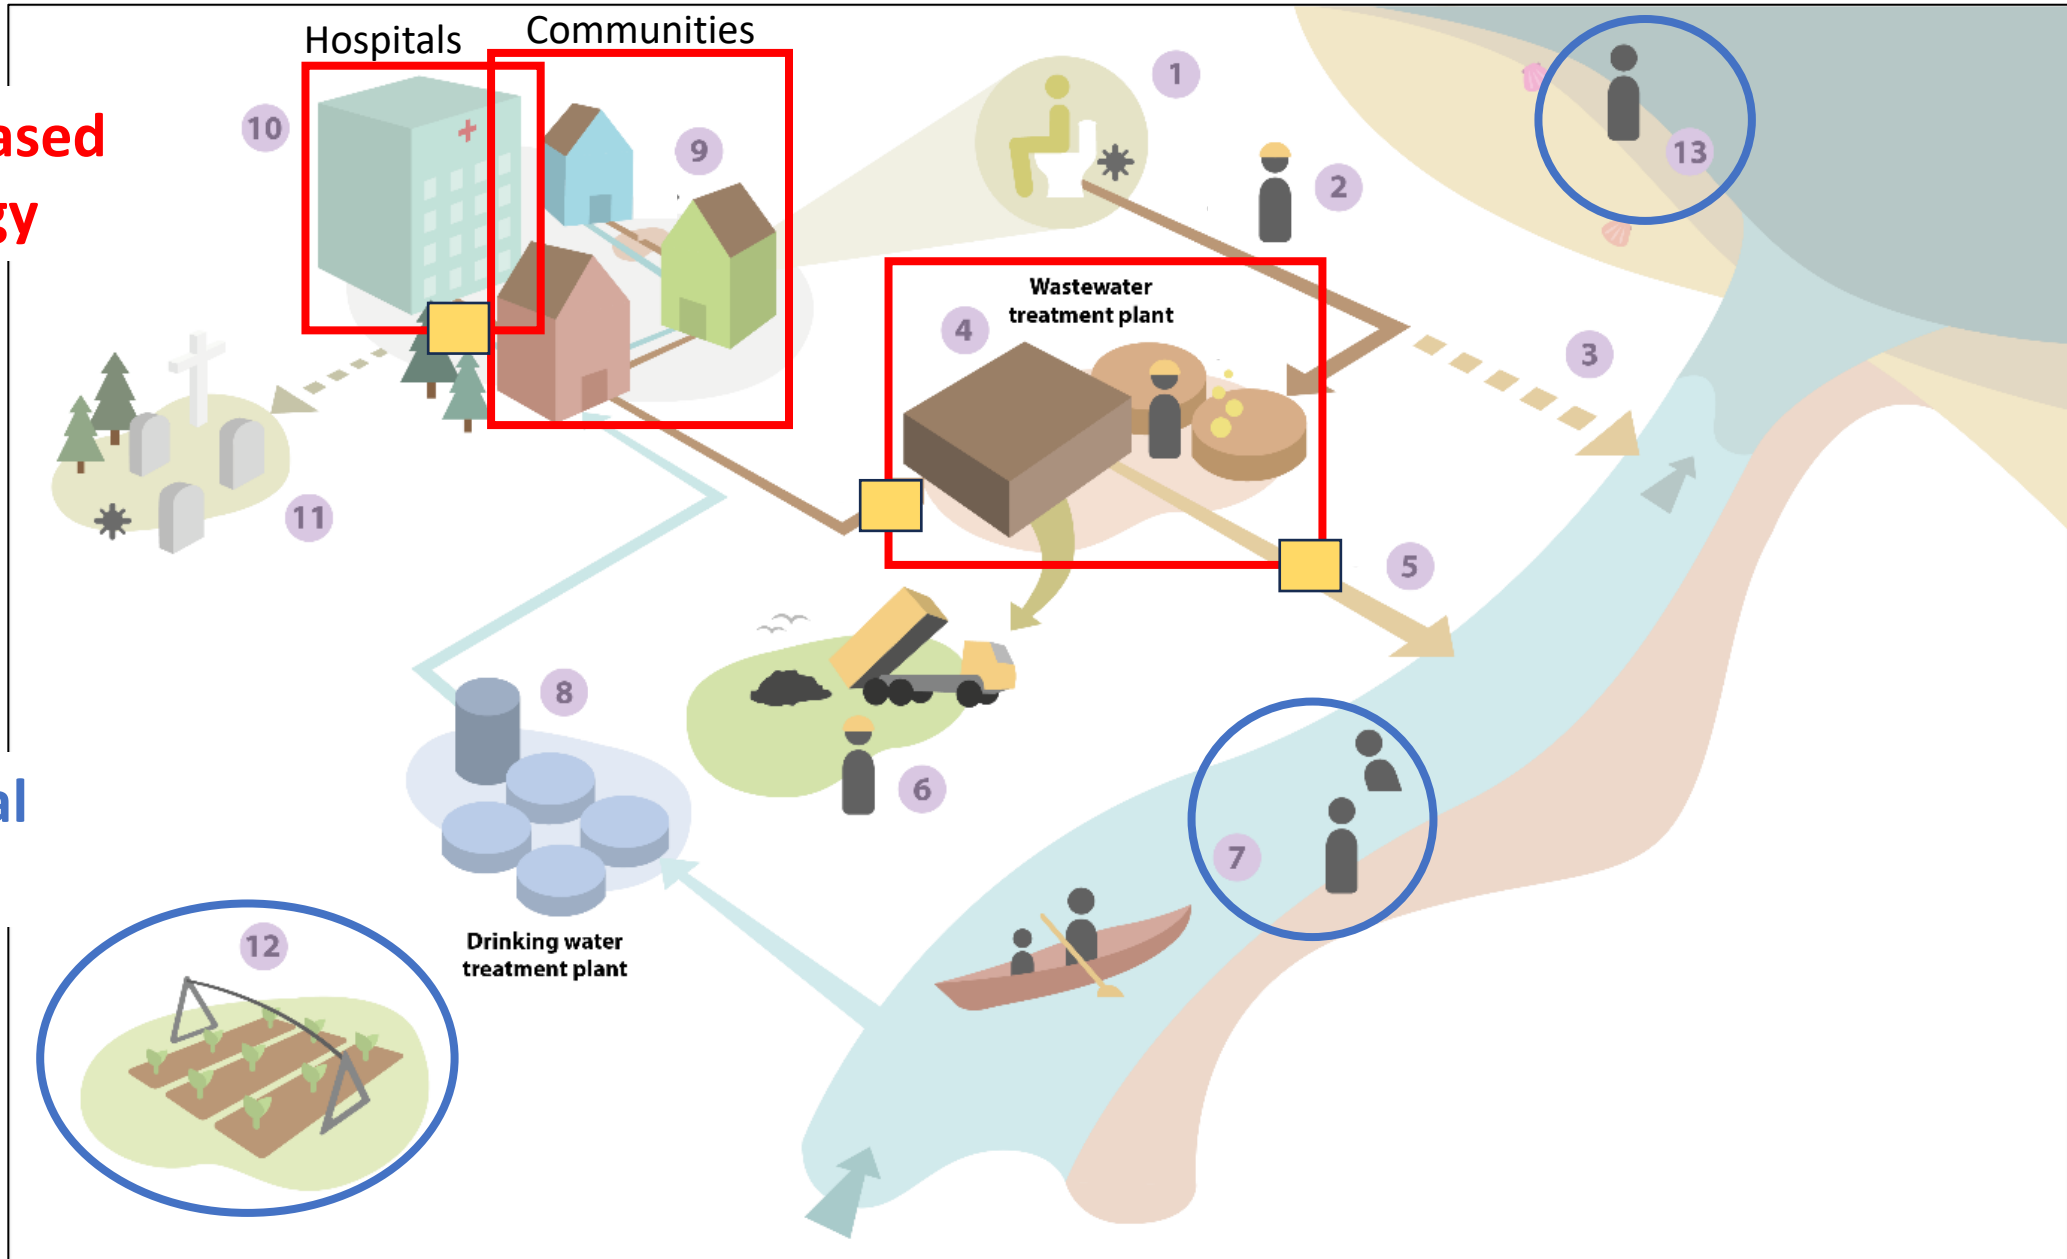 Hospitals
Communities
1
10
ased
9
13
2
gy
Wastewater
treatment plant
4
3
11
5
8
6
7
12
Drinking water
treatment plant
al